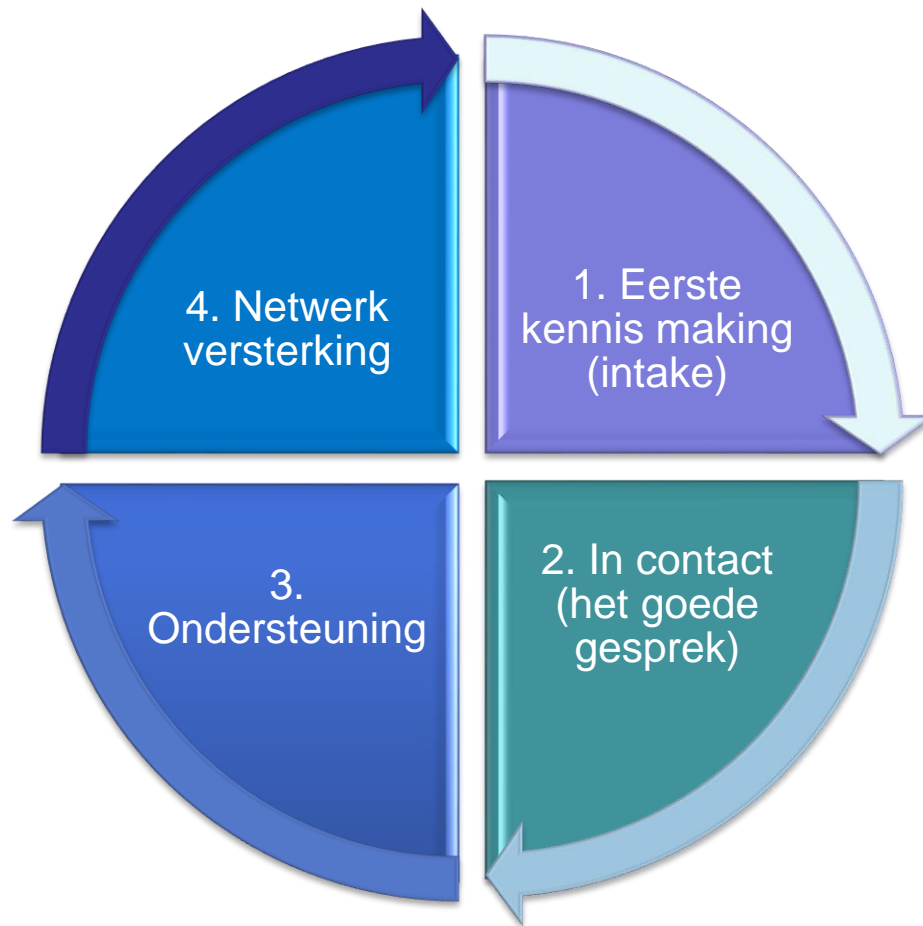 1. Eerste
kennis making
(intake)
2. In contact
(het goede
gesprek)
3.
Ondersteuning
4. Netwerk
versterking